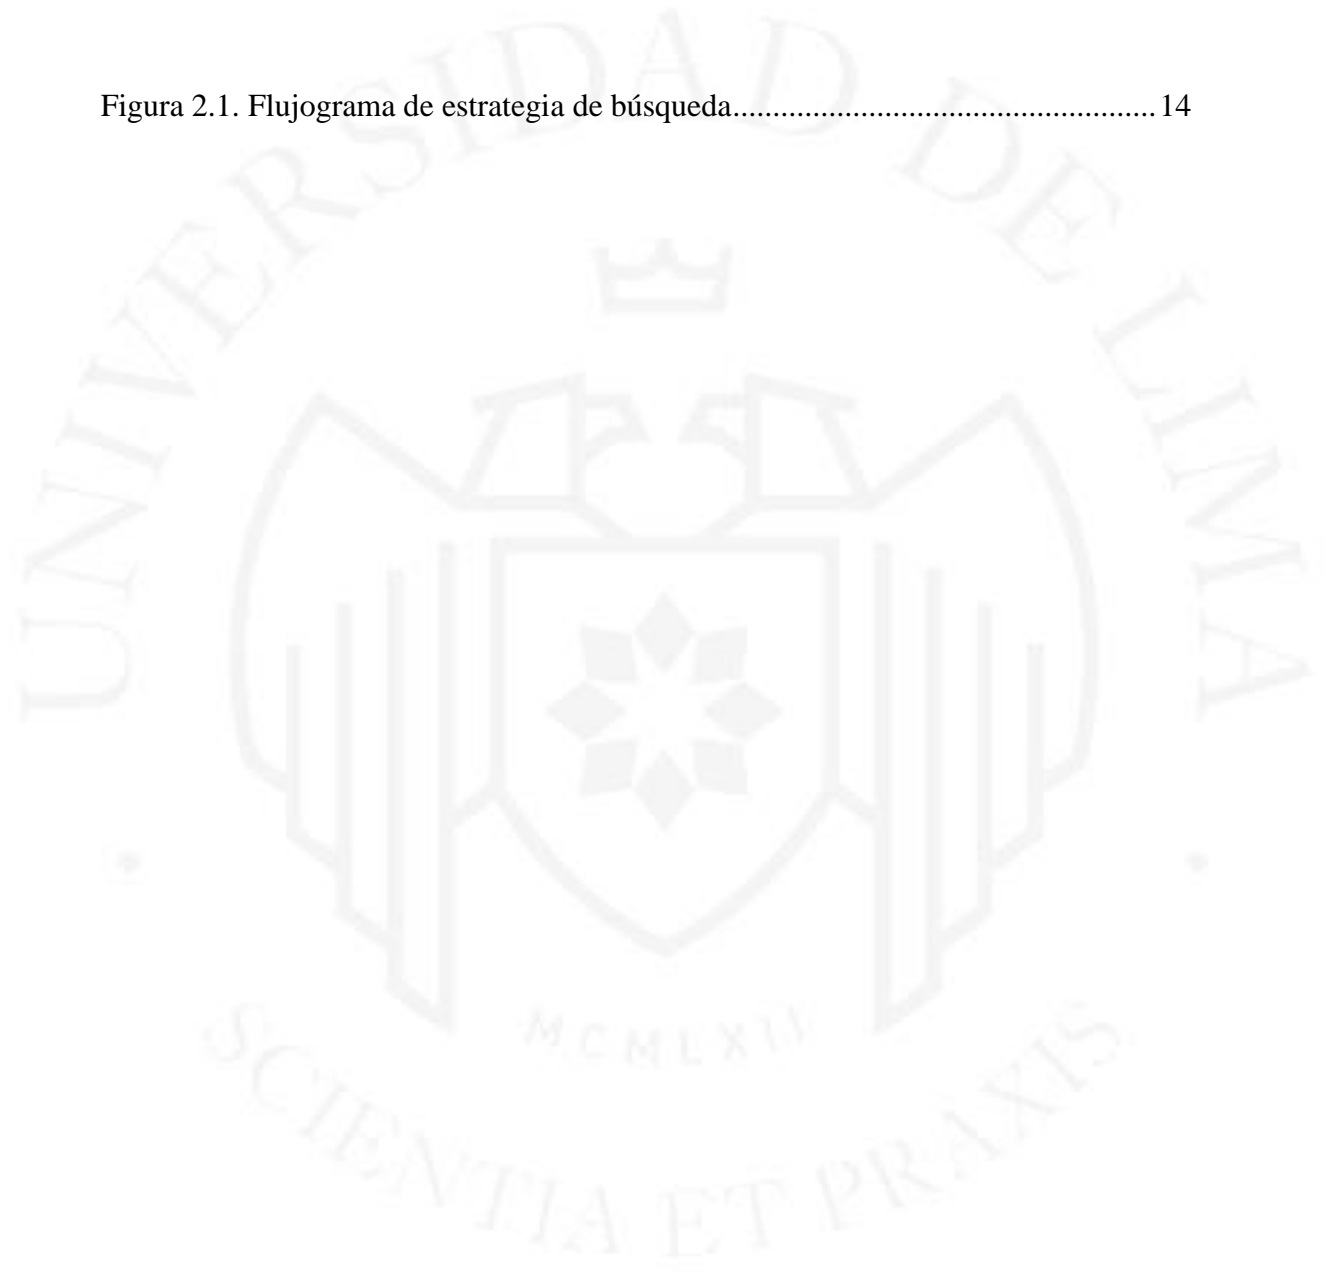 Figura 2.1. Flujograma de estrategia de búsqueda.....................................................14
UNIVERSIDAD DE LIMA
MCMLXII
SCIENTIA ET PRAXIS